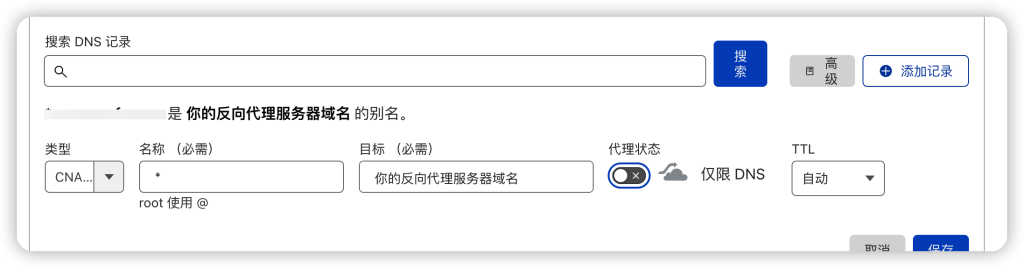 搜索 DNS 记录
搜索
高级
添加记录
是 你的反向代理服务器域名 的别名。
类型
名称 （必需）
目标 （必需）
代理状态
TTL
CNA...
*
你的反向代理服务器域名
仅限 DNS
自动
root 使用 @
取消
保存